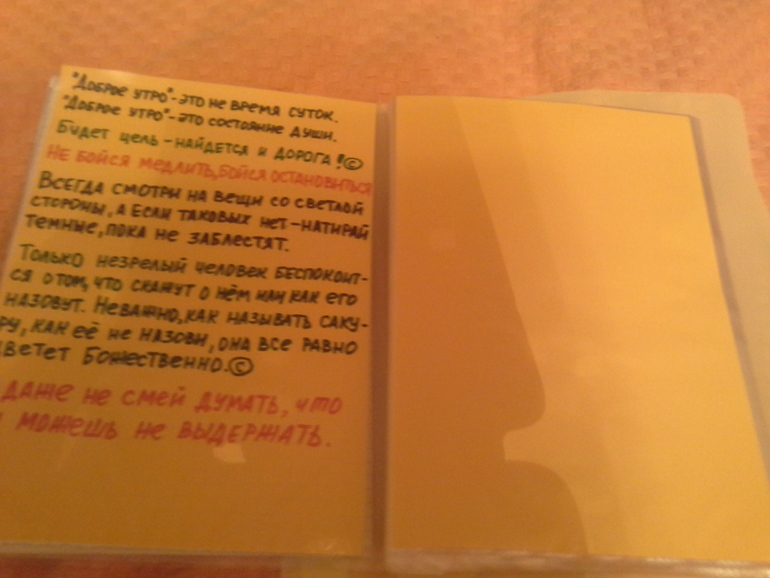 "Доброе утро"-это не время суток.
"Доброе утро"-это состояние души.
Будет цель-найдется и дорога!©
Не бойся медлить,бойся остановиться
Всегда смотри на вещи со светлой
стороны, а если таковых нет-натирай
темные, пока не заблестят.
Только незрелый человек беспокоит-
ся о том, что скажут о нём или как его
назовут. Неважно, как называть саку-
ру, как её не назови, она все равно
цветет божественно.©
даже не смей думать, что
можешь не выдержать.